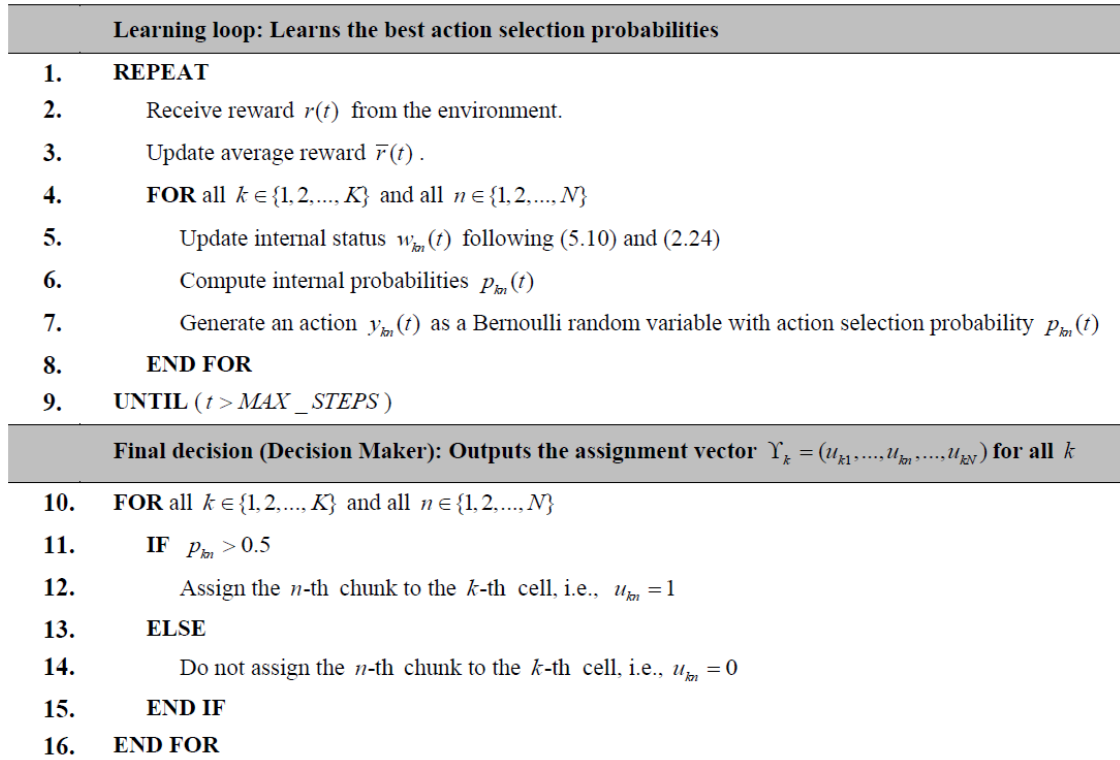 Learning loop: Learns the best action selection probabilities
1. REPEAT
2. Receive reward r(t) from the environment.
3. Update average reward r̅(t) .
4. FOR all k ∈ {1, 2, ..., K} and all n ∈ {1, 2, ..., N}
5. Update internal status w_kn(t) following (5.10) and (2.24)
6. Compute internal probabilities p_kn(t)
7. Generate an action y_kn(t) as a Bernoulli random variable with action selection probability p_kn(t)
8. END FOR
9. UNTIL ( t > MAX _ STEPS )
Final decision (Decision Maker): Outputs the assignment vector ϒ_k = (u_k1, ..., u_kn, ..., u_kN) for all k
10. FOR all k ∈ {1, 2, ..., K} and all n ∈ {1, 2, ..., N}
11. IF p_kn > 0.5
12. Assign the n-th chunk to the k-th cell, i.e., u_kn = 1
13. ELSE
14. Do not assign the n-th chunk to the k-th cell, i.e., u_kn = 0
15. END IF
16. END FOR